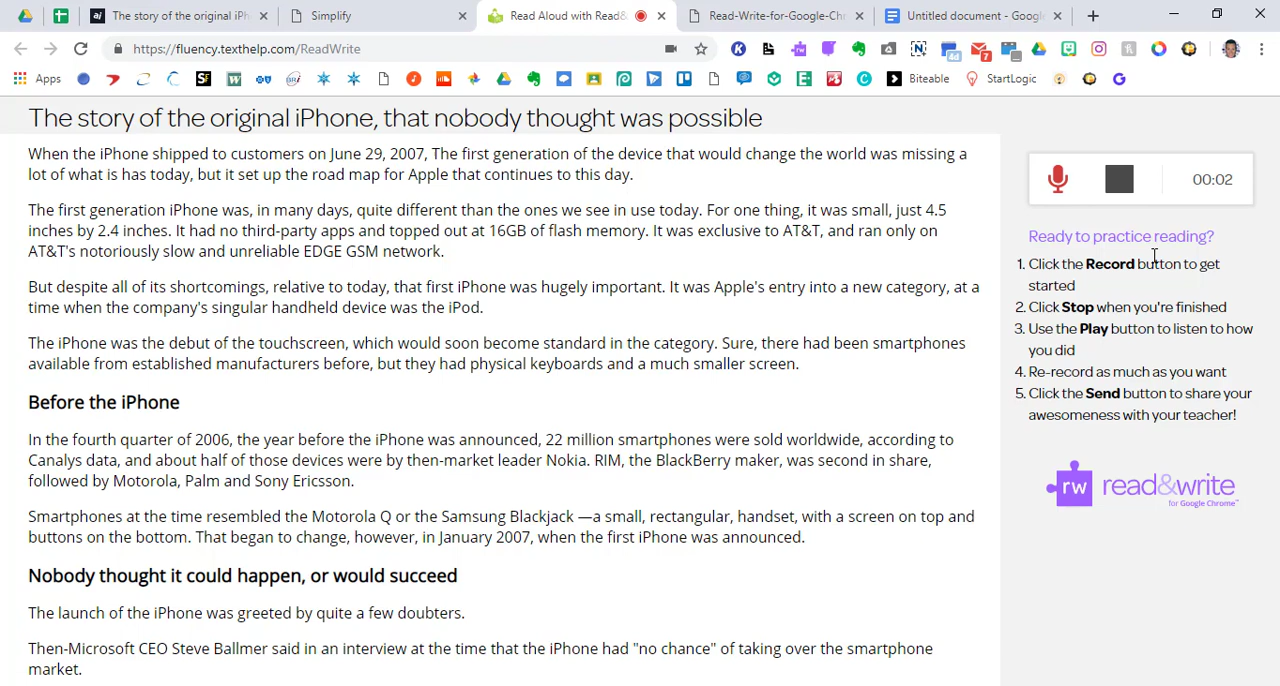 The story of the original iPh
Simplify
Read Aloud with Read&
Read-Write-for-Google-Chr
Untitled document - Googl
https://fluency.texthelp.com/ReadWrite
Apps
Biteable
StartLogic
The story of the original iPhone, that nobody thought was possible
When the iPhone shipped to customers on June 29, 2007, The first generation of the device that would change the world was missing a
lot of what is has today, but it set up the road map for Apple that continues to this day.
The first generation iPhone was, in many days, quite different than the ones we see in use today. For one thing, it was small, just 4.5
inches by 2.4 inches. It had no third-party apps and topped out at 16GB of flash memory. It was exclusive to AT&T, and ran only on
AT&T's notoriously slow and unreliable EDGE GSM network.
But despite all of its shortcomings, relative to today, that first iPhone was hugely important. It was Apple's entry into a new category, at a
time when the company's singular handheld device was the iPod.
The iPhone was the debut of the touchscreen, which would soon become standard in the category. Sure, there had been smartphones
available from established manufacturers before, but they had physical keyboards and a much smaller screen.
Before the iPhone
In the fourth quarter of 2006, the year before the iPhone was announced, 22 million smartphones were sold worldwide, according to
Canalys data, and about half of those devices were by then-market leader Nokia. RIM, the BlackBerry maker, was second in share,
followed by Motorola, Palm and Sony Ericsson.
Smartphones at the time resembled the Motorola Q or the Samsung Blackjack —a small, rectangular, handset, with a screen on top and
buttons on the bottom. That began to change, however, in January 2007, when the first iPhone was announced.
Nobody thought it could happen, or would succeed
The launch of the iPhone was greeted by quite a few doubters.
Then-Microsoft CEO Steve Ballmer said in an interview at the time that the iPhone had "no chance" of taking over the smartphone
market.
00:02
Ready to practice reading?
1. Click the Record button to get
started
2. Click Stop when you're finished
3. Use the Play button to listen to how
you did
4. Re-record as much as you want
5. Click the Send button to share your
awesomeness with your teacher!
rw read&write
for Google Chrome™